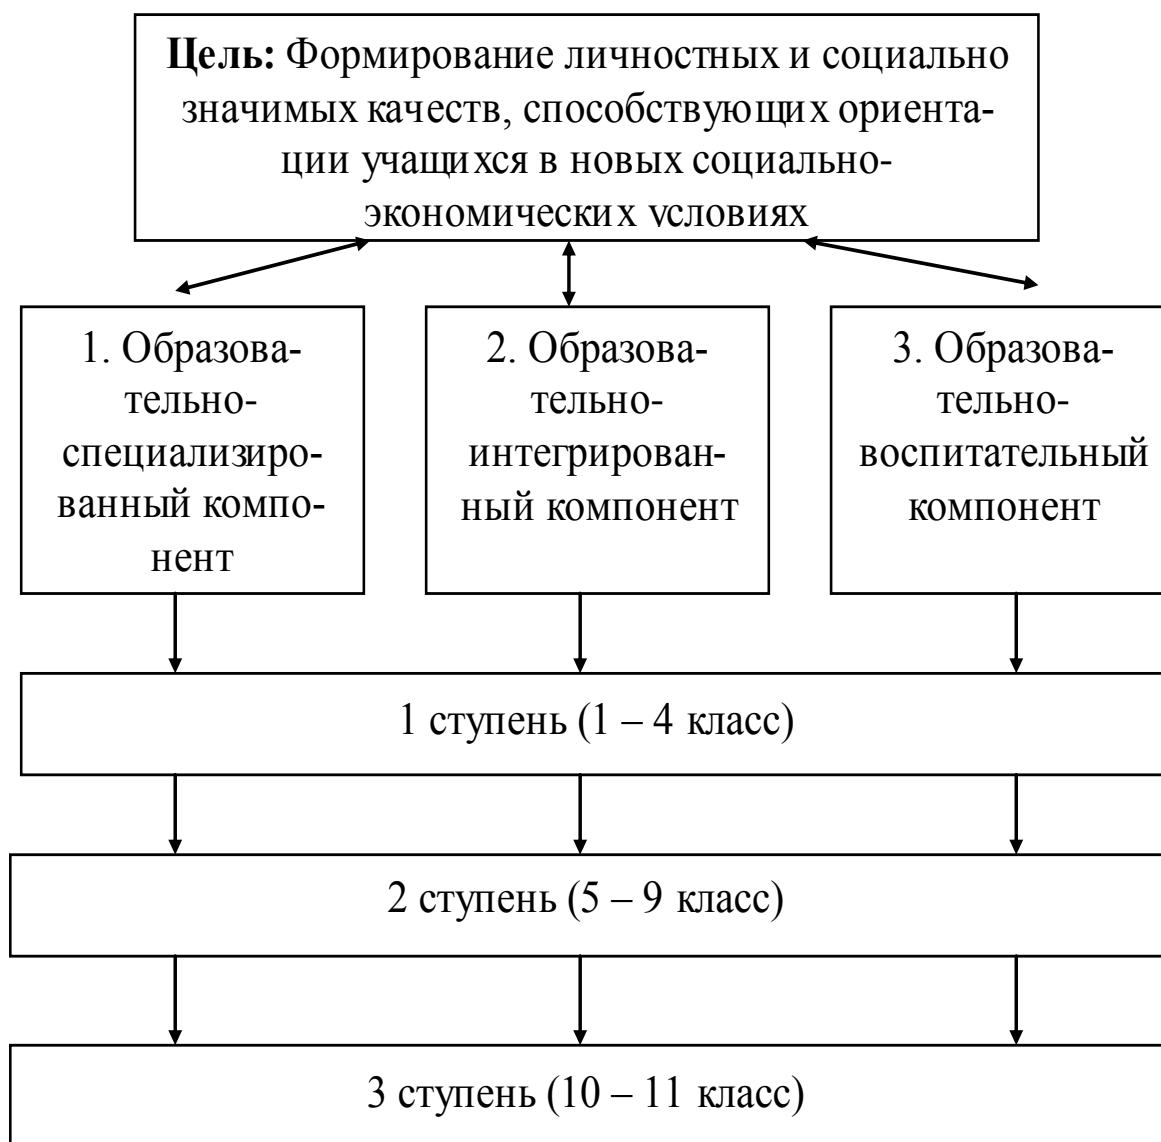 Цель: Формирование личностных и социально
значимых качеств, способствующих ориента-
ции учащихся в новых социально-
экономических условиях
1. Образова-
тельно-
специализиро-
ванный компо-
нент
2. Образова-
тельно-
интегрирован-
ный компонент
3. Образова-
тельно-
воспитательный
компонент
1 ступень (1 – 4 класс)
2 ступень (5 – 9 класс)
3 ступень (10 – 11 класс)